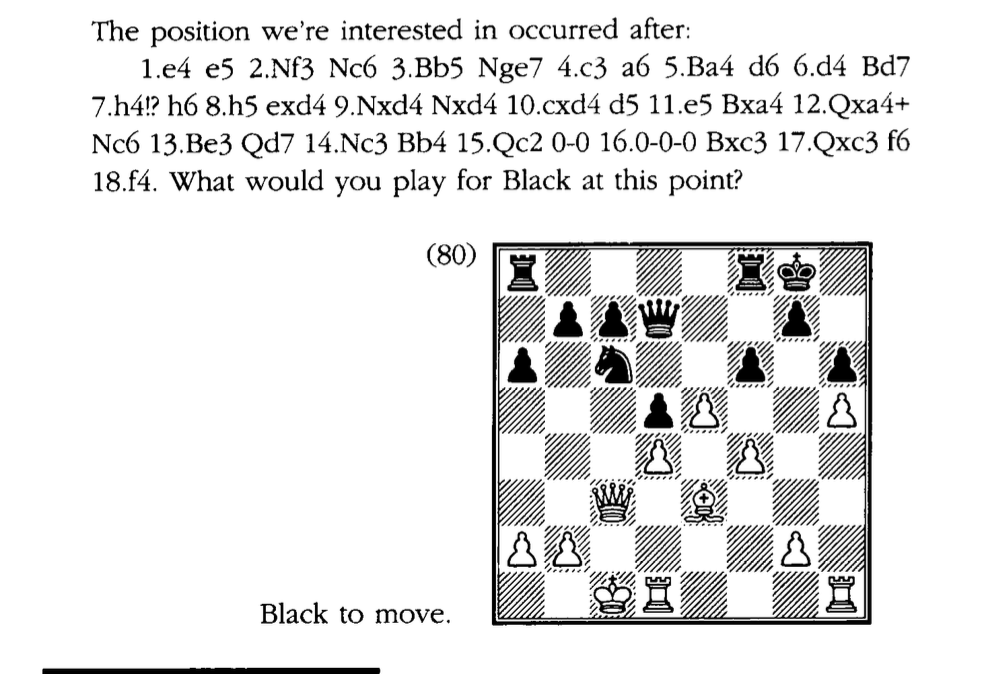 The position we're interested in occurred after:
1.e4 e5 2.Nf3 Nc6 3.Bb5 Nge7 4.c3 a6 5.Ba4 d6 6.d4 Bd7
7.h4!? h6 8.h5 exd4 9.Nxd4 Nxd4 10.cxd4 d5 11.e5 Bxa4 12.Qxa4+
Nc6 13.Be3 Qd7 14.Nc3 Bb4 15.Qc2 0-0 16.0-0-0 Bxc3 17.Qxc3 f6
18.f4. What would you play for Black at this point?
(80)
Black to move.